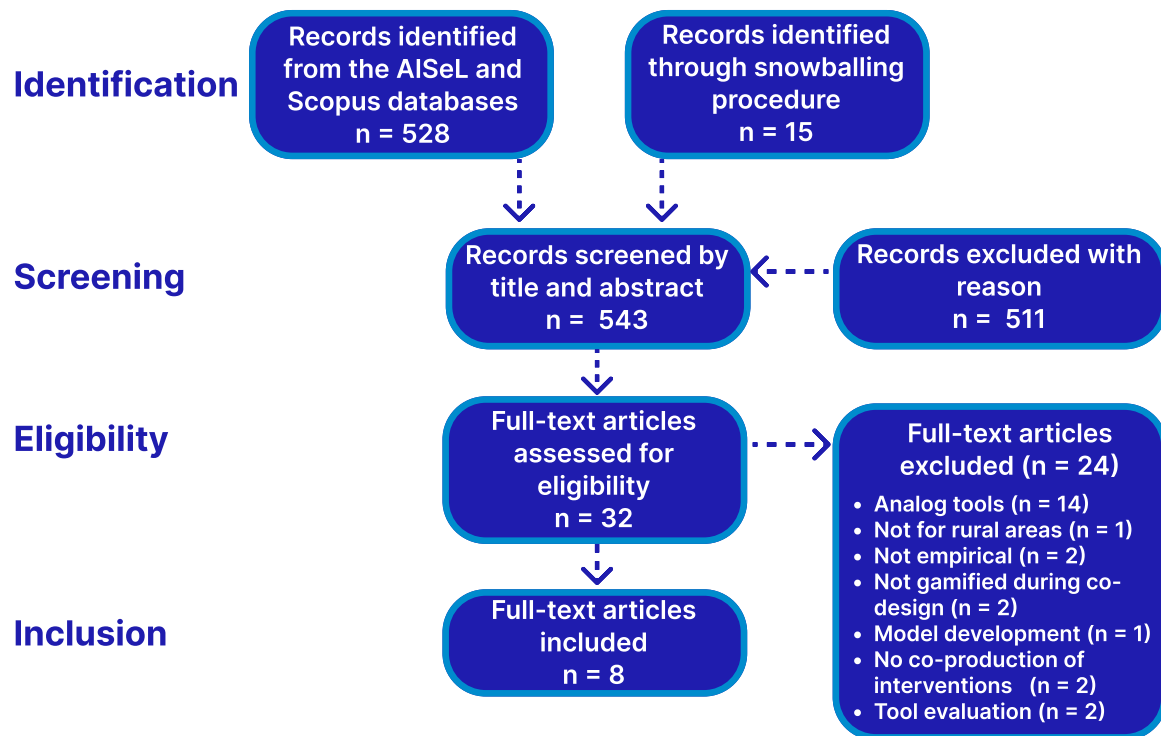 Identification
Records identified
from the AISeL and
Scopus databases
n = 528
Records identified
through snowballing
procedure
n = 15
Screening
Records screened by
title and abstract
n = 543
Records excluded with
reason
n = 511
Eligibility
Full-text articles
assessed for
eligibility
n = 32
Full-text articles
excluded (n = 24)
• Analog tools (n = 14)
• Not for rural areas (n = 1)
• Not empirical (n = 2)
• Not gamified during co-
design (n = 2)
• Model development (n = 1)
• No co-production of
interventions (n = 2)
• Tool evaluation (n = 2)
Inclusion
Full-text articles
included
n = 8